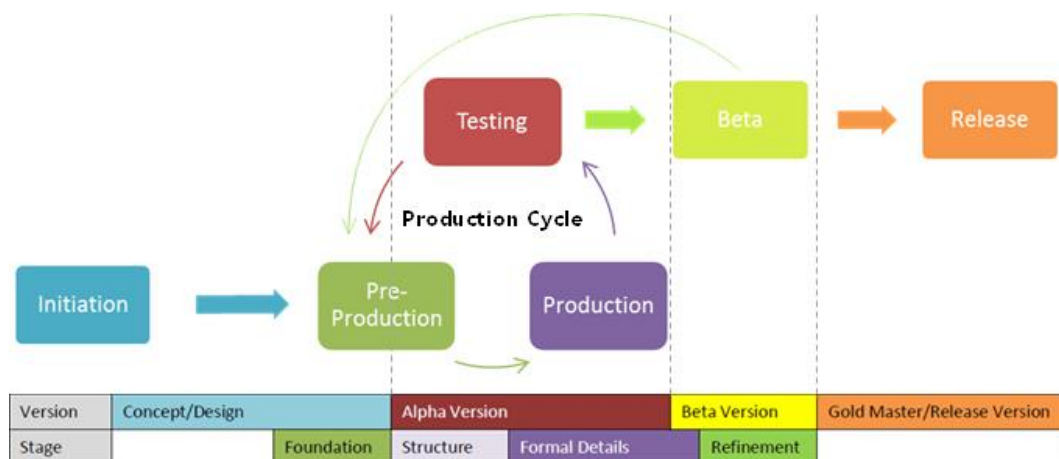 Testing
Beta
Release
Production Cycle
Initiation
Pre-
Production
Production
Version
Concept/Design
Alpha Version
Beta Version
Gold Master/Release Version
Stage
Foundation
Structure
Formal Details
Refinement